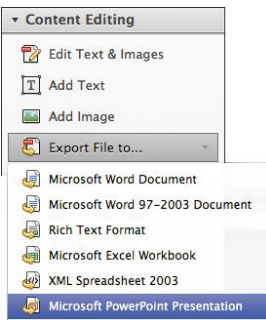 Content Editing
Edit Text & Images
T Add Text
Add Image
Export File to...
Microsoft Word Document
Microsoft Word 97-2003 Document
Rich Text Format
Microsoft Excel Workbook
XML Spreadsheet 2003
Microsoft PowerPoint Presentation